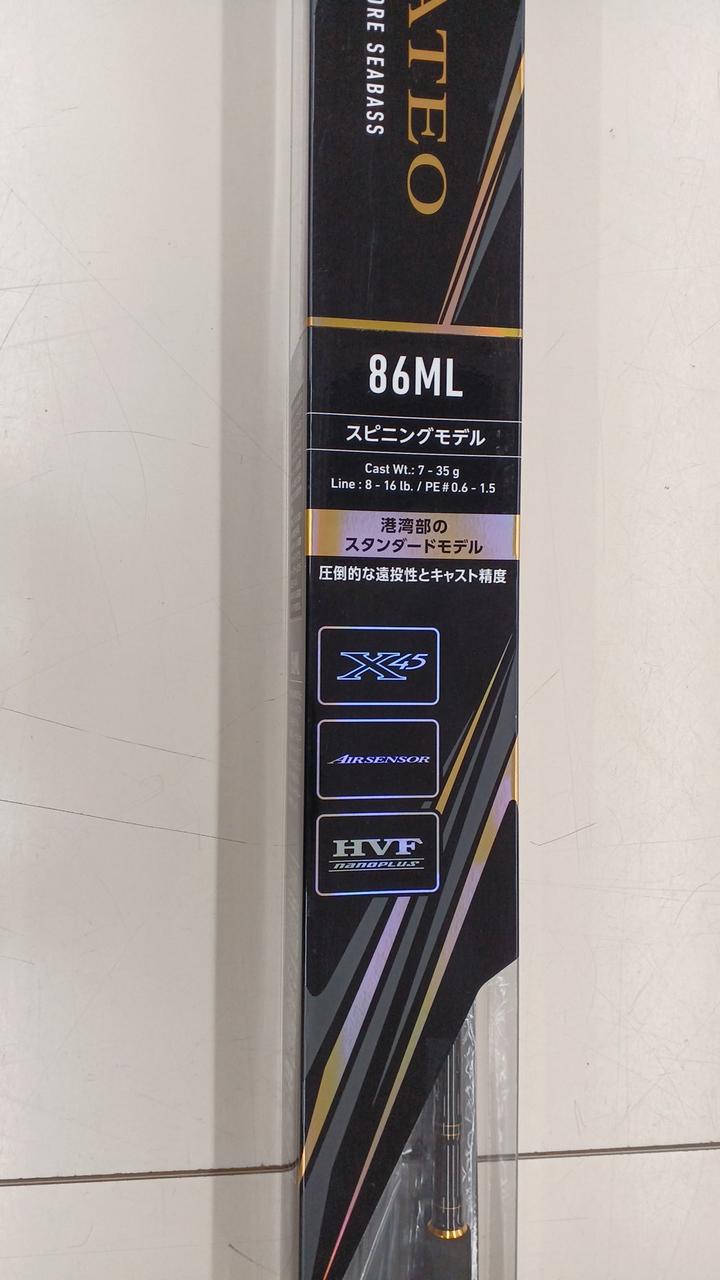 ATEO
ORE SEABASS
86ML
スピニングモデル
Cast Wt.: 7 - 35 g
Line : 8 - 16 lb. / PE # 0.6 - 1.5
港湾部の
スタンダードモデル
圧倒的な遠投性とキャスト精度
X45
AIRSENSOR
HVF
nanoplus